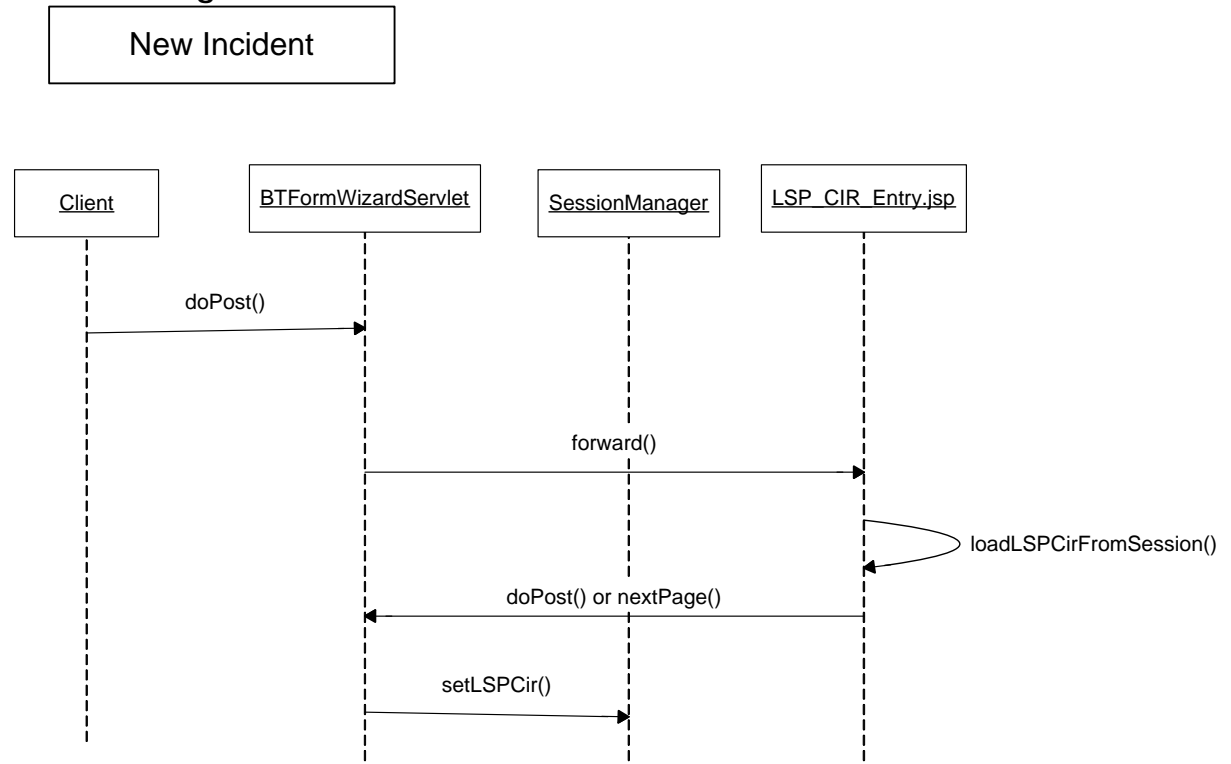 New Incident
Client
BTFormWizardServlet
SessionManager
LSP_CIR_Entry.jsp
doPost()
forward()
loadLSPCirFromSession()
doPost() or nextPage()
setLSPCir()